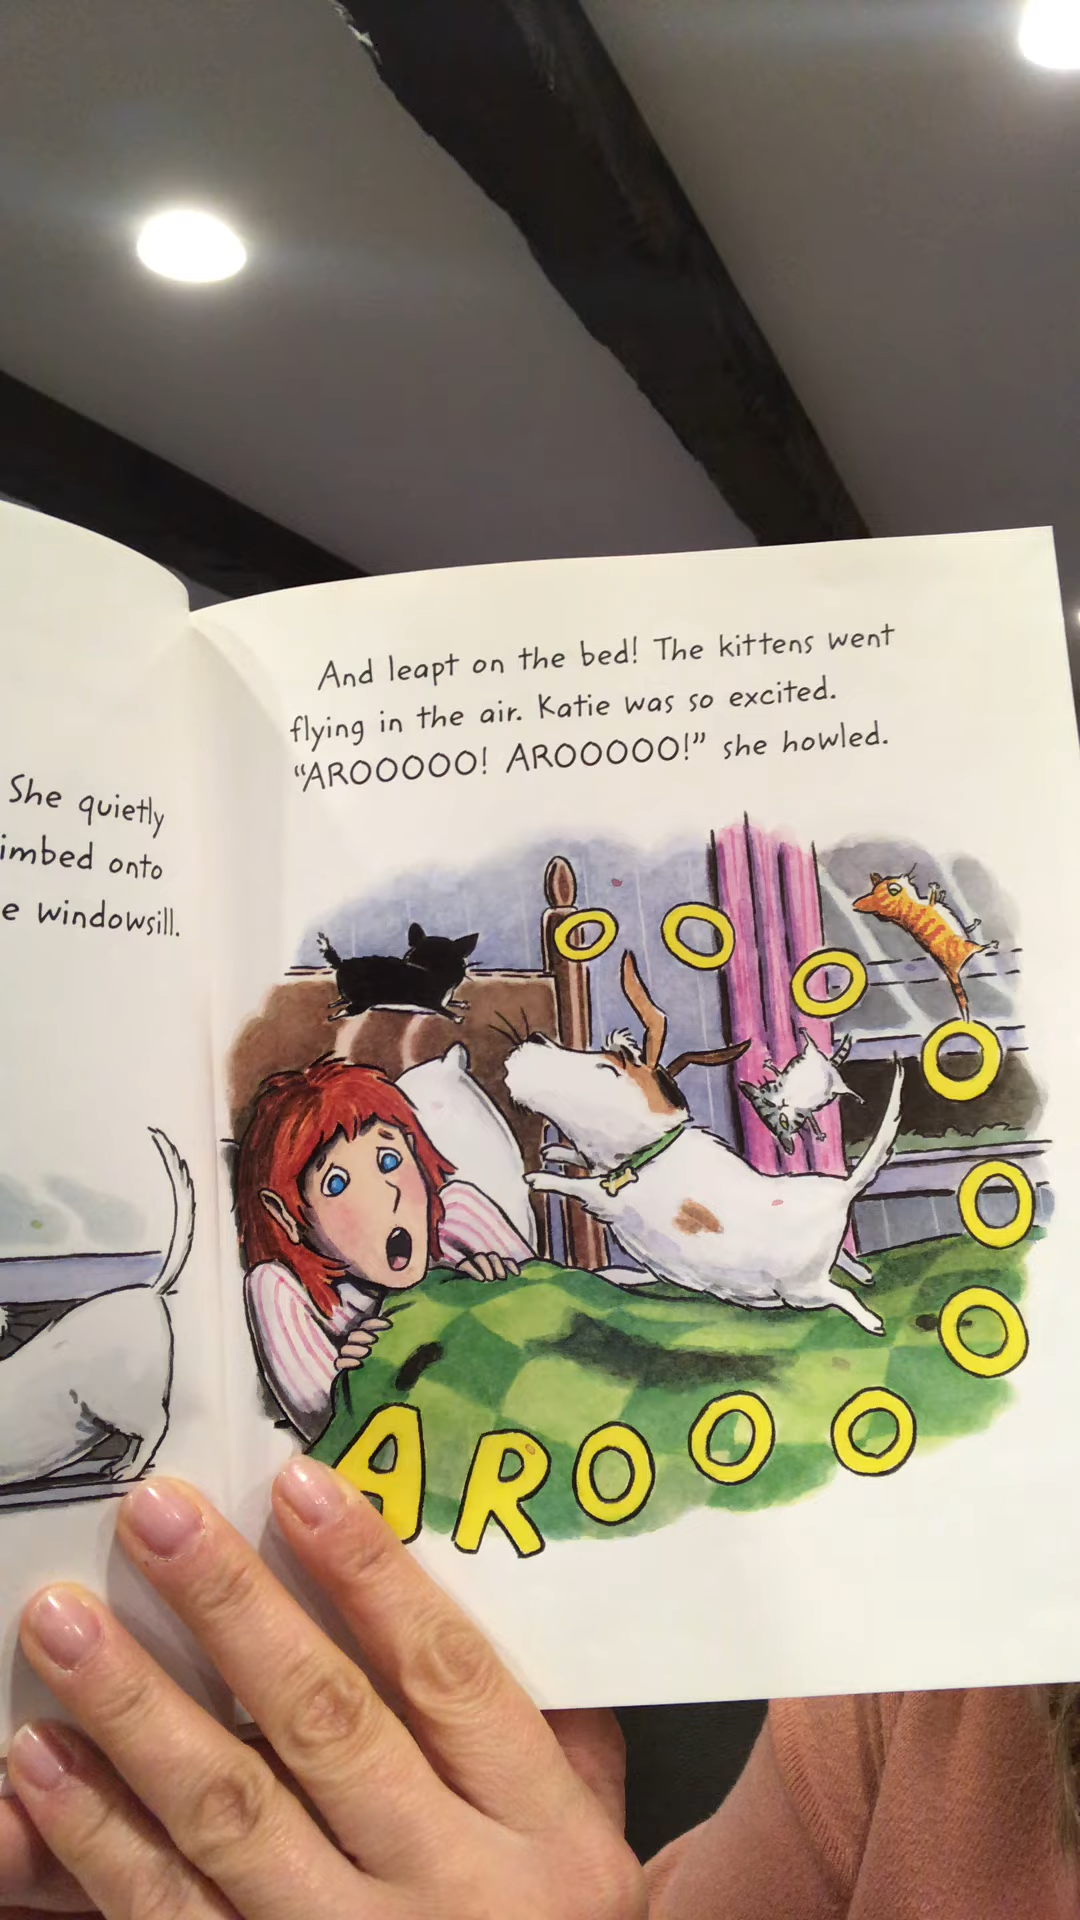 She quietly
imbed onto
e windowsill.
And leapt on the bed! The kittens went
flying in the air. Katie was so excited.
“AROOOOO! AROOOOO!” she howled.
AROOOOOOOOOO